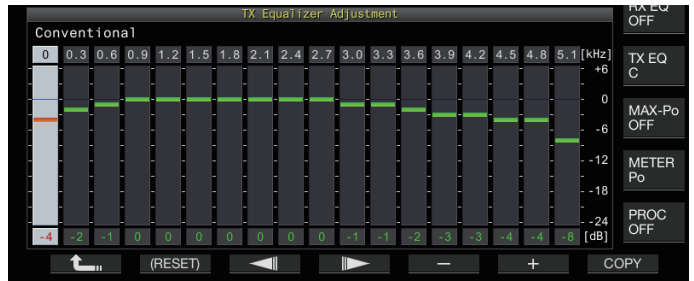 TX Equalizer Adjustment
Conventional
0 0.3 0.6 0.9 1.2 1.5 1.8 2.1 2.4 2.7 3.0 3.3 3.6 3.9 4.2 4.5 4.8 5.1 [kHz]
+6
0
-6
-12
-18
-24
-4 -2 -1 0 0 0 0 0 0 0 -1 -1 -2 -3 -3 -4 -4 -8 [dB]
(RESET) − + COPY
RX EQ
OFF
TX EQ
C
MAX-Po
OFF
METER
Po
PROC
OFF